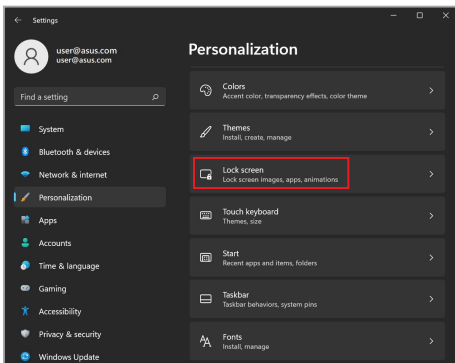 Settings
user@asus.com
user@asus.com
Find a setting
System
Bluetooth & devices
Network & internet
Personalization
Apps
Accounts
Time & language
Gaming
Accessibility
Privacy & security
Windows Update
Personalization
Colors
Accent color, transparency effects, color theme
Themes
Install, create, manage
Lock screen
Lock screen images, apps, animations
Touch keyboard
Themes, size
Start
Recent apps and items, folders
Taskbar
Taskbar behaviors, system pins
Fonts
Install, manage